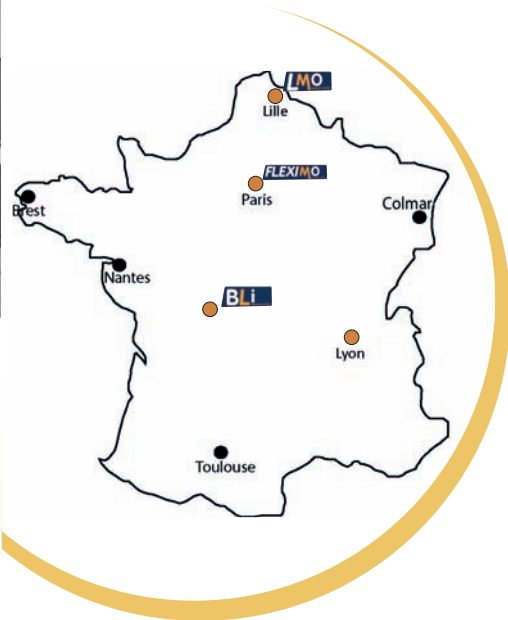 LMO
Lille
FLEXIMO
Paris
Colmar
Brest
Nantes
BLi
Lyon
Toulouse